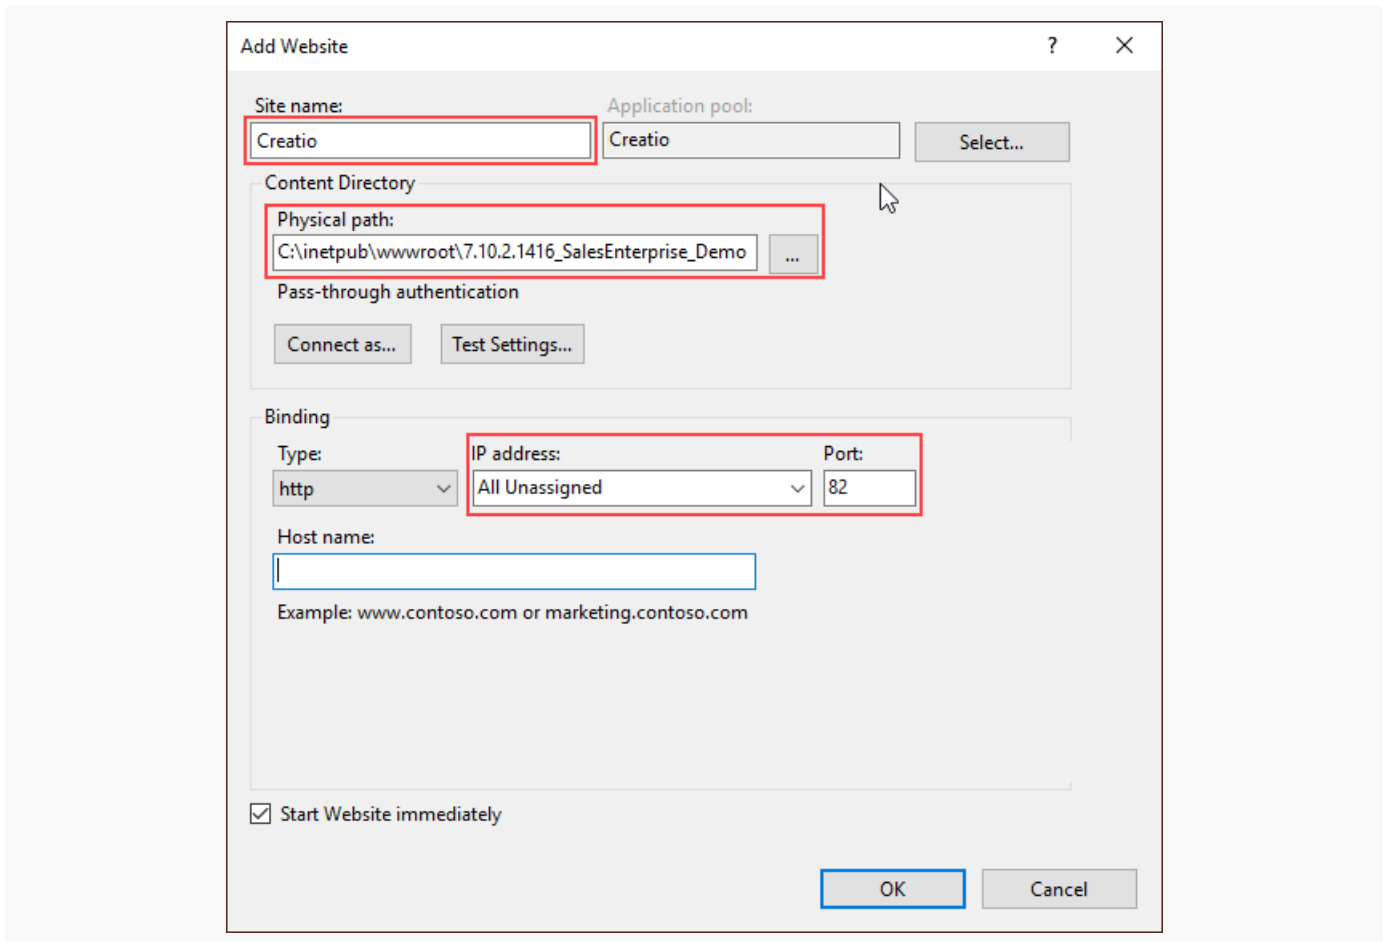 Add Website ?
Site name: Application pool:
Creatio Creatio Select...
Content Directory
Physical path:
C:\inetpub\wwwroot\7.10.2.1416_SalesEnterprise_Demo ...
Pass-through authentication
Connect as... Test Settings...
Binding
Type: IP address: Port:
http All Unassigned 82
Host name:
Example: www.contoso.com or marketing.contoso.com
Start Website immediately
OK Cancel